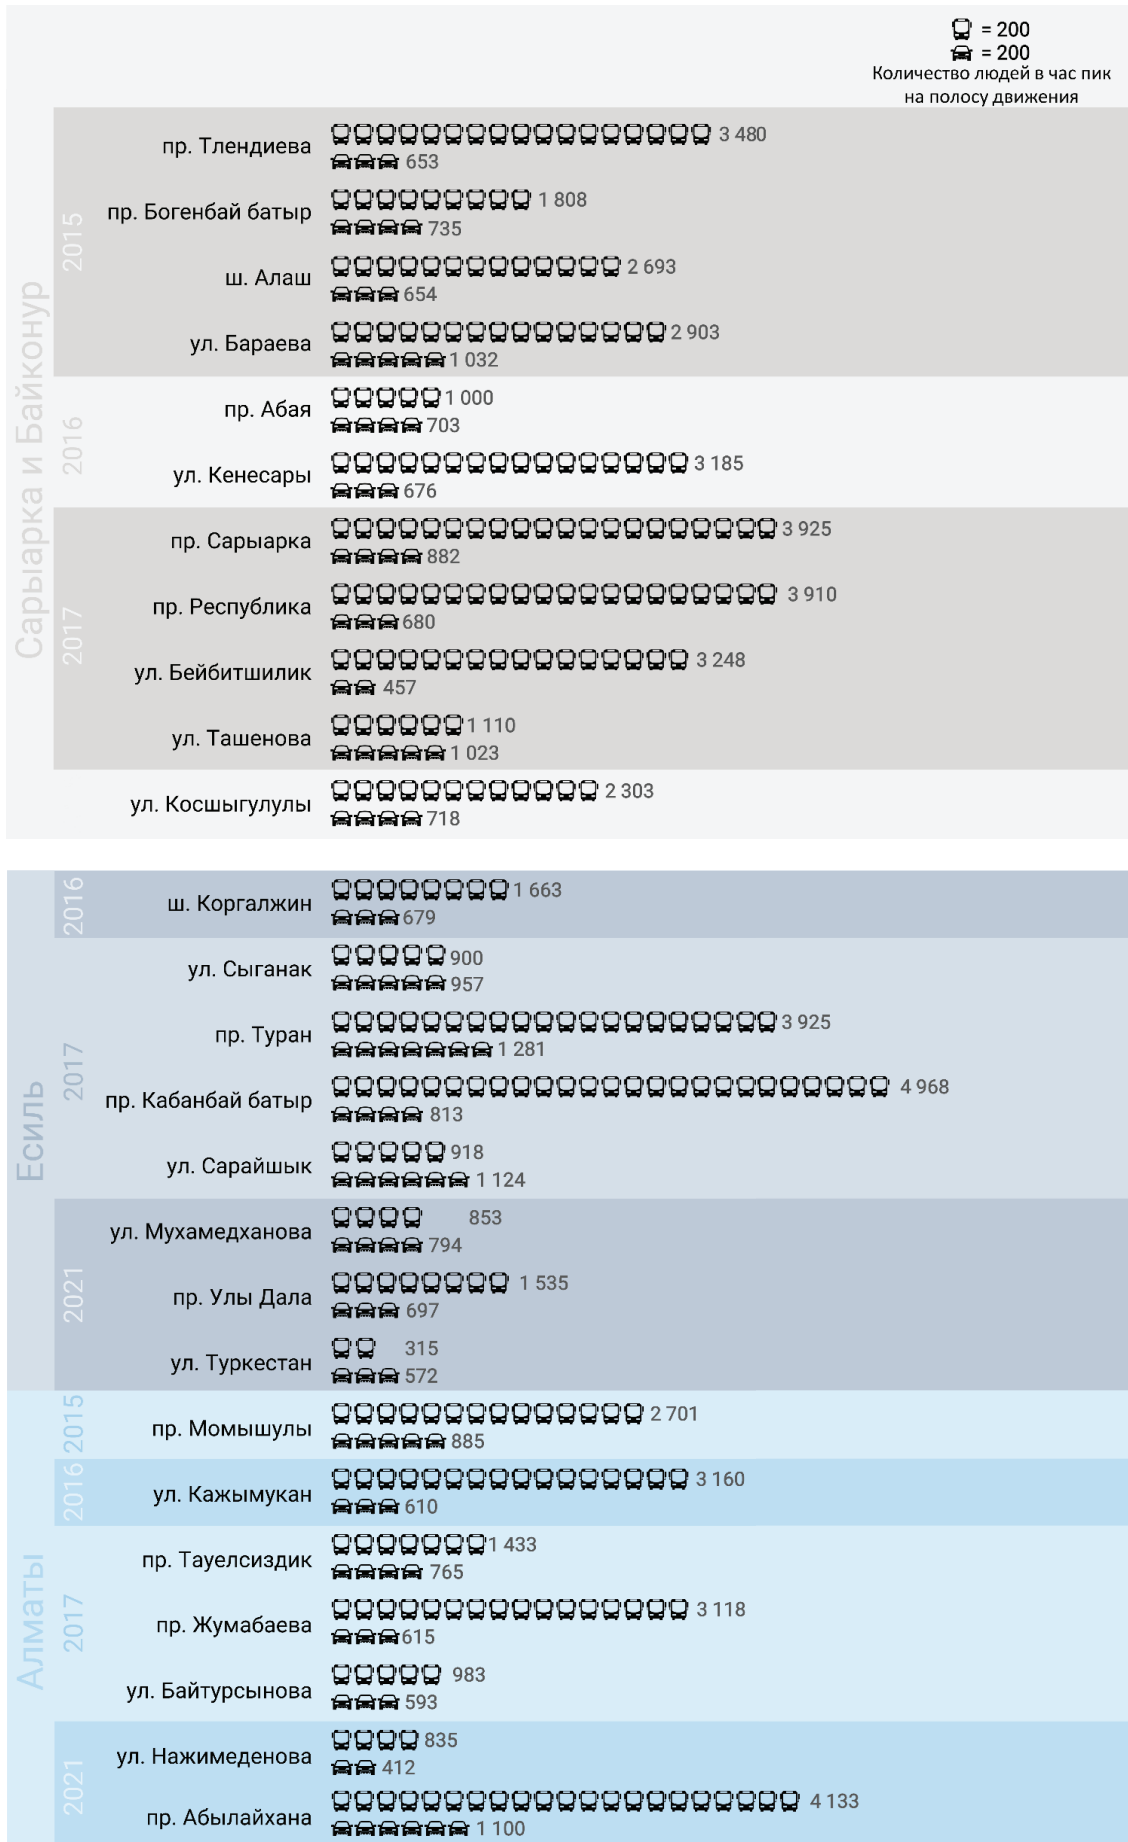 = 200
= 200
Количество людей в час пик
на полосу движения
Сарыарка и Байконур
2015
пр. Тлендиева
3 480
653
пр. Богенбай батыр
1 808
735
ш. Алаш
2 693
654
ул. Бараева
2 903
1 032
2016
пр. Абая
1 000
703
ул. Кенесары
3 185
676
2017
пр. Сарыарка
3 925
882
пр. Республика
3 910
680
ул. Бейбитшилик
3 248
457
ул. Ташенова
1 110
1 023
ул. Косшыгулулы
2 303
718
Есиль
2016
ш. Коргалжин
1 663
679
2017
ул. Сыганак
900
957
пр. Туран
3 925
1 281
пр. Кабанбай батыр
4 968
813
ул. Сарайшык
918
1 124
2021
ул. Мухамедханова
853
794
пр. Улы Дала
1 535
697
ул. Туркестан
315
572
Алматы
2015
пр. Момышулы
2 701
885
2016
ул. Кажымукан
3 160
610
2017
пр. Тауелсиздик
1 433
765
пр. Жумабаева
3 118
615
ул. Байтурсынова
983
593
2021
ул. Нажимеденова
835
412
пр. Абылайхана
4 133
1 100